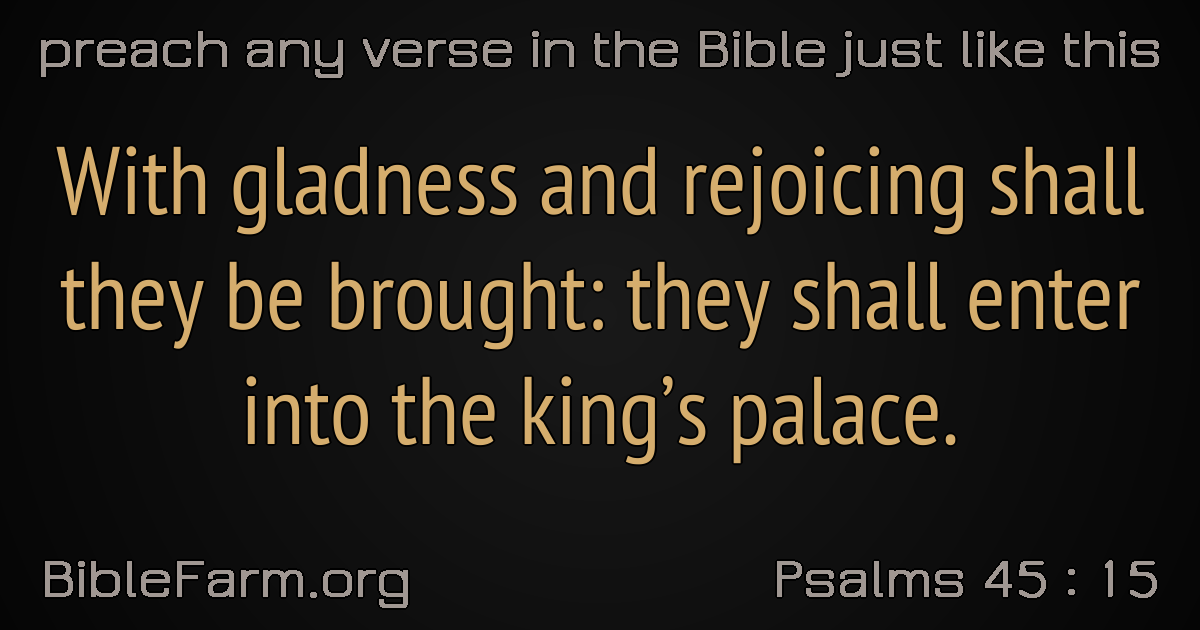 preach any verse in the Bible just like this
With gladness and rejoicing shall
they be brought: they shall enter
into the king’s palace.
BibleFarm.org
Psalms 45 : 15